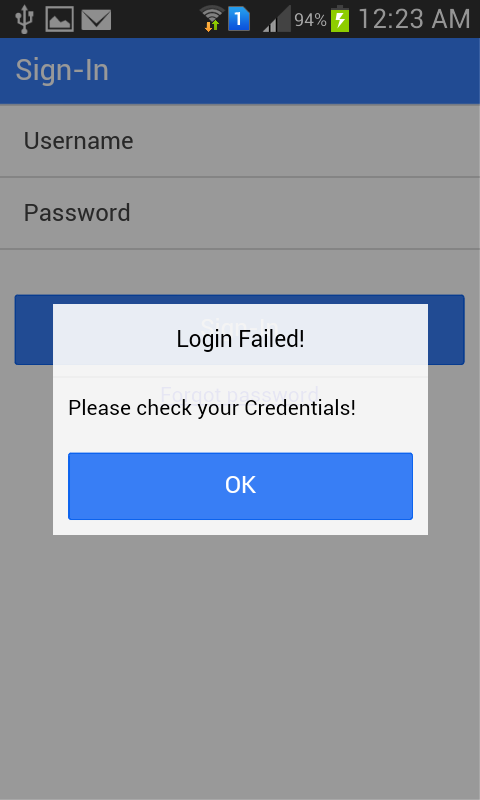 1 94% 12:23 AM
Sign-In
Username
Password
Sign-In
Login Failed!
Forgot password
Please check your Credentials!
OK